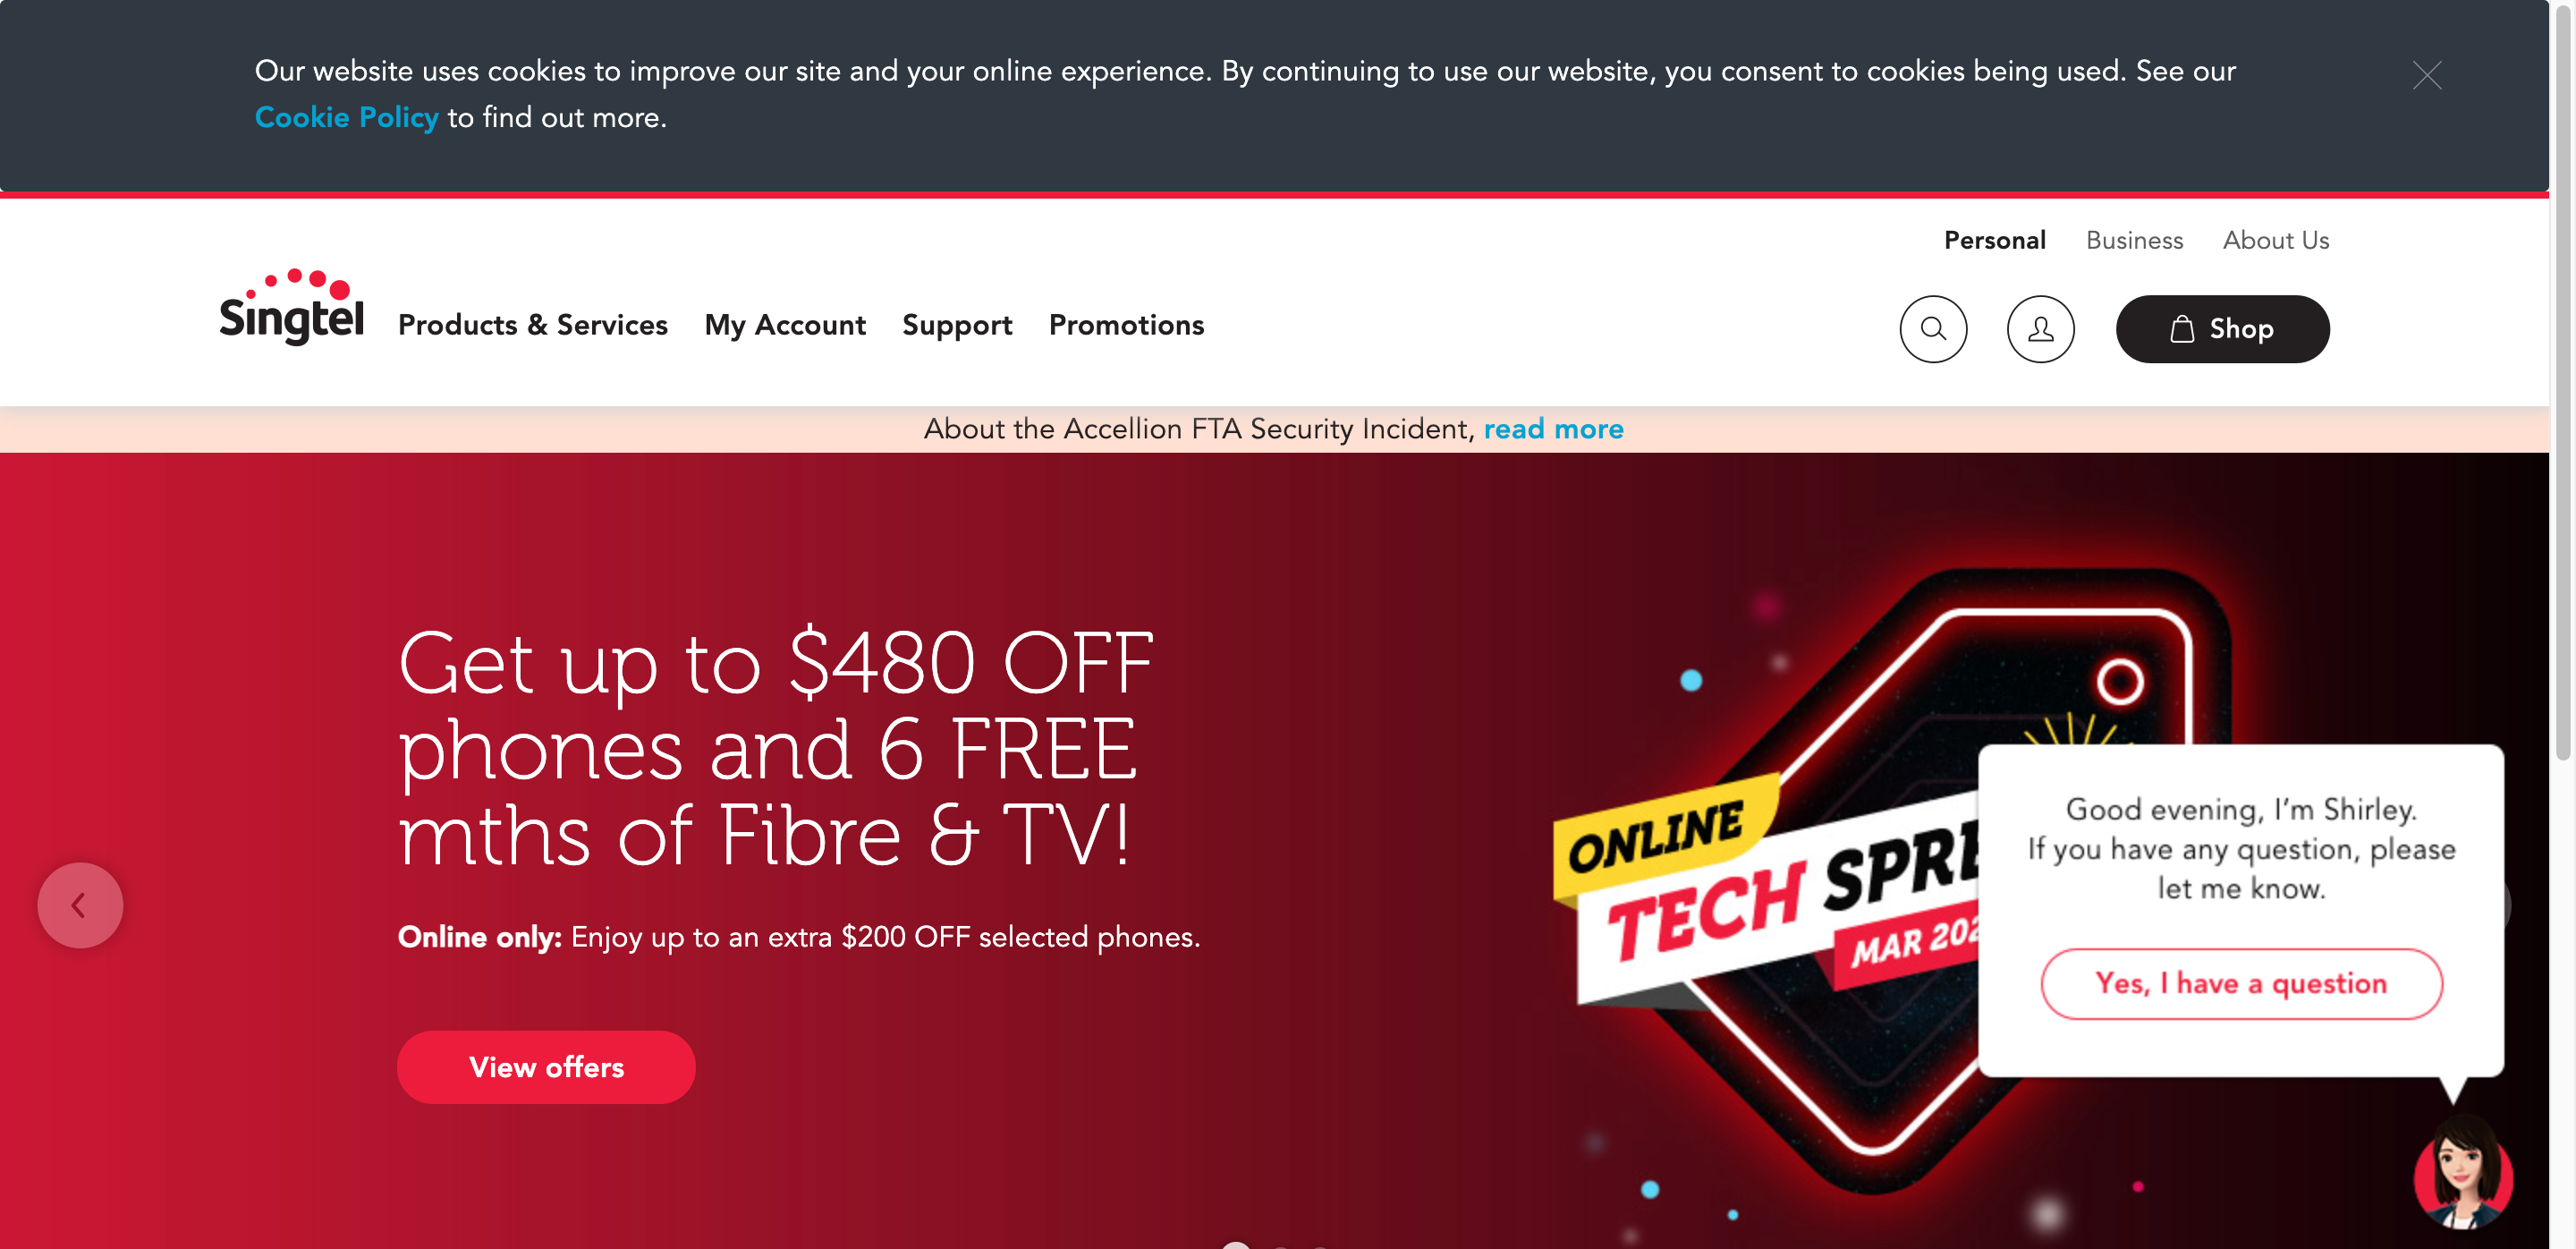 Our website uses cookies to improve our site and your online experience. By continuing to use our website, you consent to cookies being used. See our
Cookie Policy to find out more.
Personal Business About Us
Singtel Products & Services My Account Support Promotions
Shop
About the Accellion FTA Security Incident, read more
Get up to $480 OFF
phones and 6 FREE
mths of Fibre & TV!
Online only: Enjoy up to an extra $200 OFF selected phones.
View offers
ONLINE
TECH
MAR
Good evening, I'm Shirley.
If you have any question, please
let me know.
Yes, I have a question